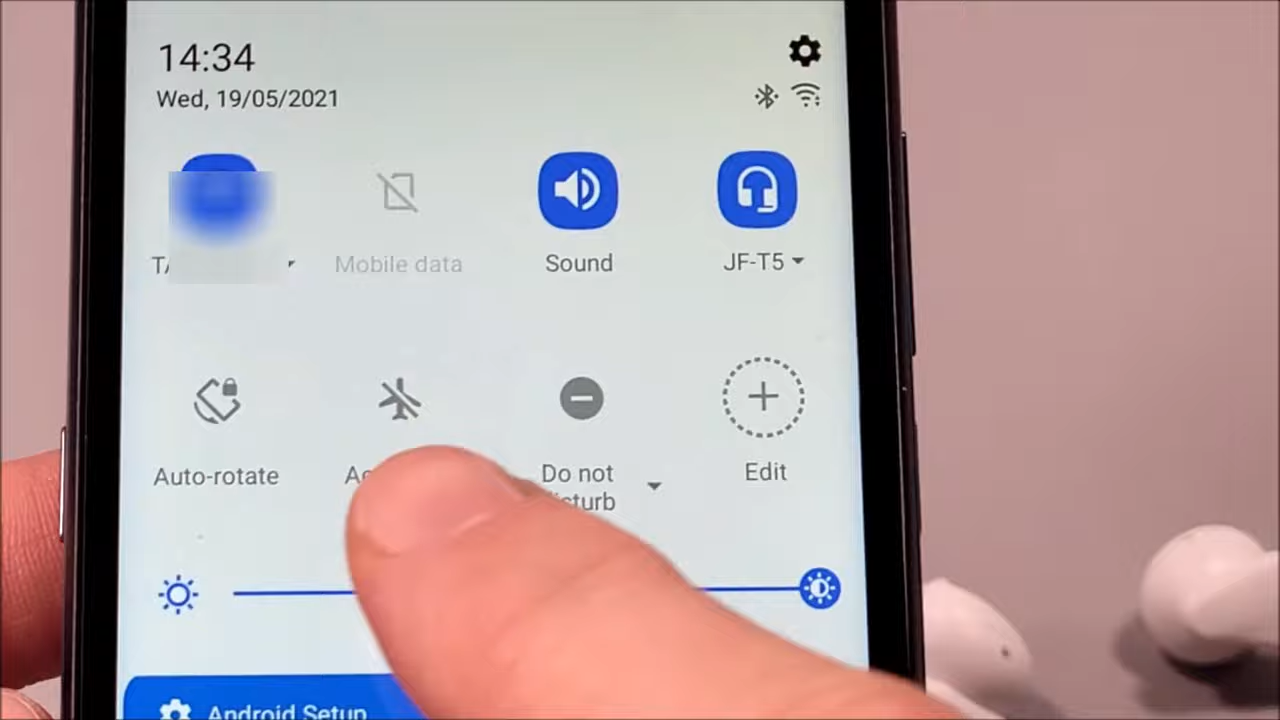 14:34
Wed, 19/05/2021
Mobile data
Sound
JF-T5
Auto-rotate
Do not
Edit
Android Setup